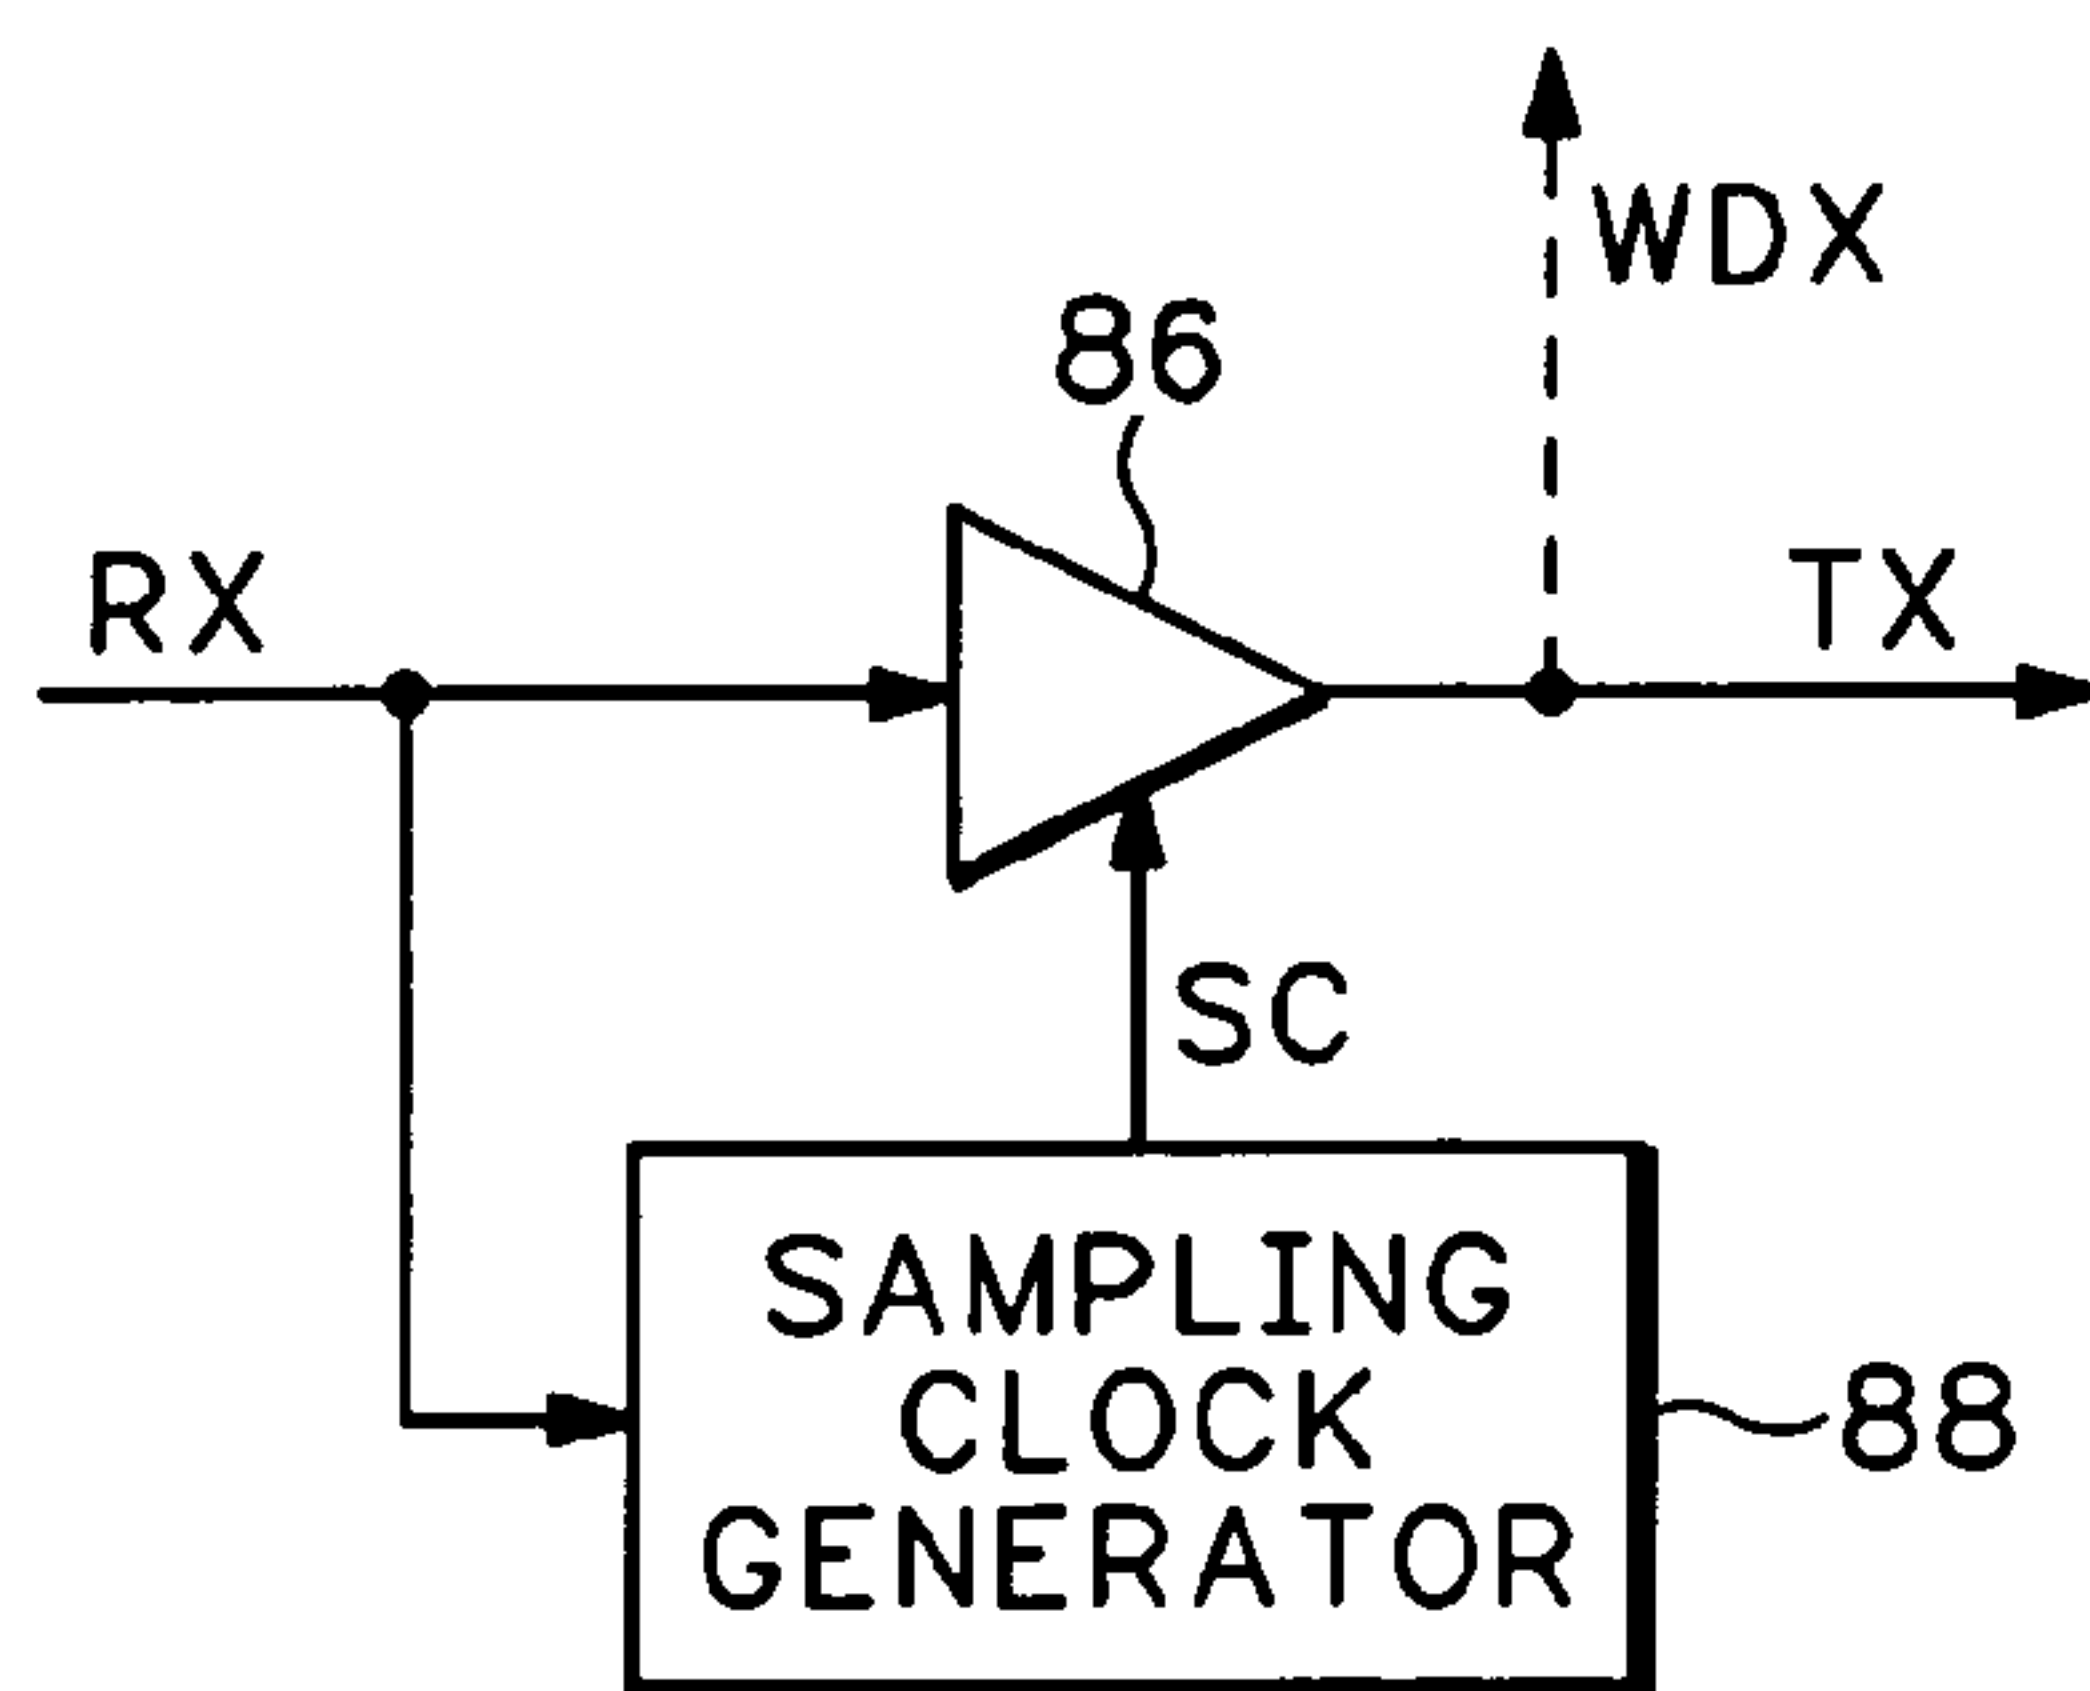 WDX
86
RX
TX
SC
SAMPLING
CLOCK
GENERATOR
88